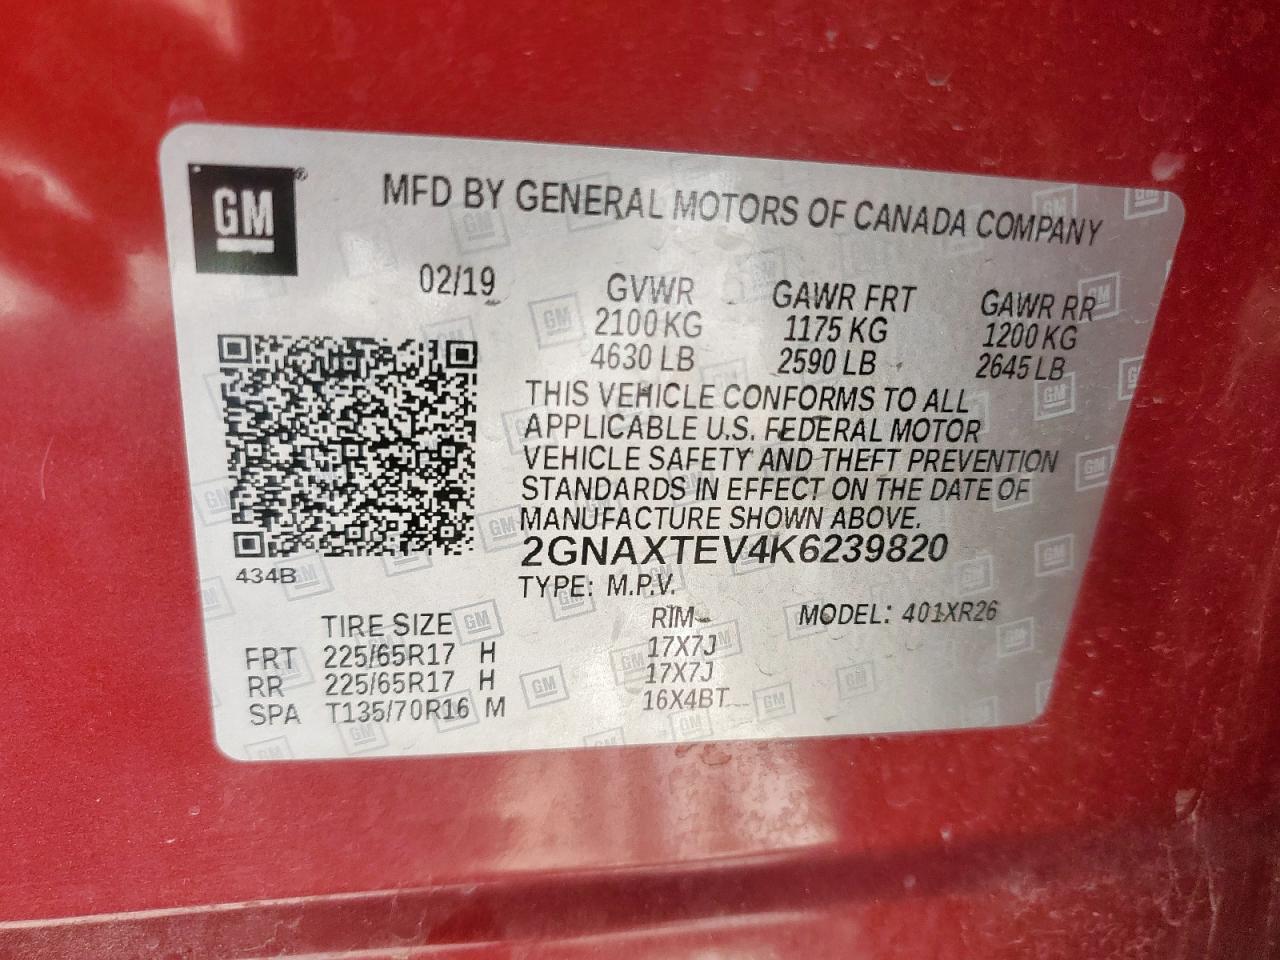 GM
MFD BY GENERAL MOTORS OF CANADA COMPANY
02/19
GVWR GAWR FRT GAWR RR
2100 KG 1175 KG 1200 KG
4630 LB 2590 LB 2645 LB
THIS VEHICLE CONFORMS TO ALL
APPLICABLE U.S. FEDERAL MOTOR
VEHICLE SAFETY AND THEFT PREVENTION
STANDARDS IN EFFECT ON THE DATE OF
MANUFACTURE SHOWN ABOVE.
2GNAXTEV4K6239820
434B
TYPE: M.P.V.
MODEL: 401XR26
TIRE SIZE RIM
FRT 225/65R17 H 17X7J
RR 225/65R17 H 17X7J
SPA T135/70R16 M 16X4BT